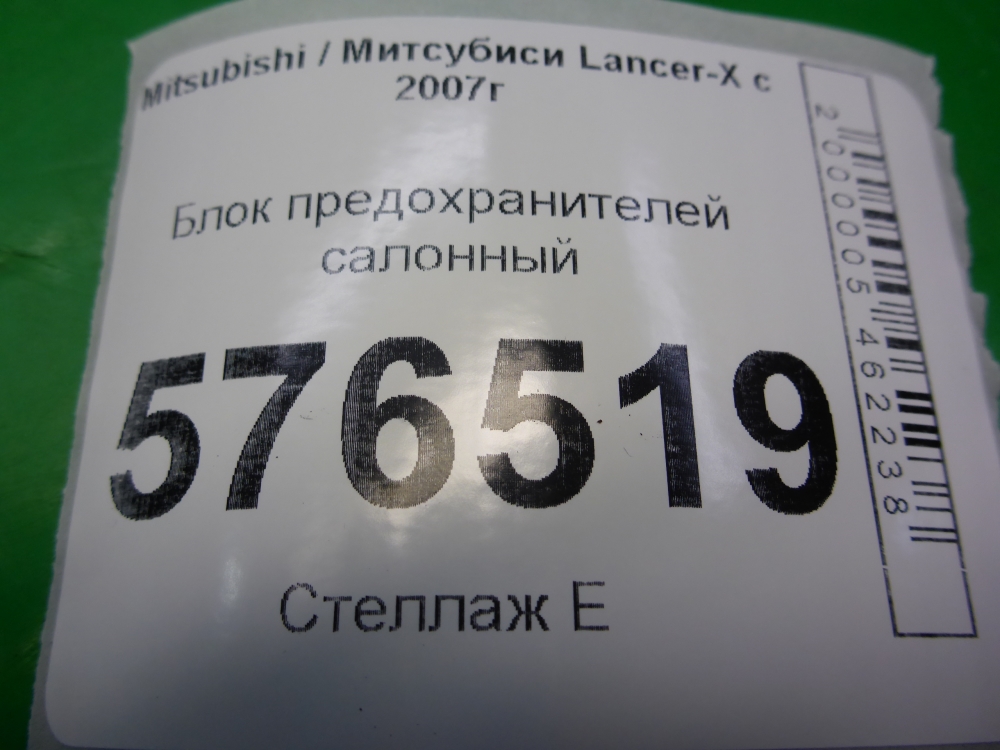 Mitsubishi / Митсубиси Lancer-X с
2007г
Блок предохранителей
салонный
576519
Стеллаж Е
2000005462238